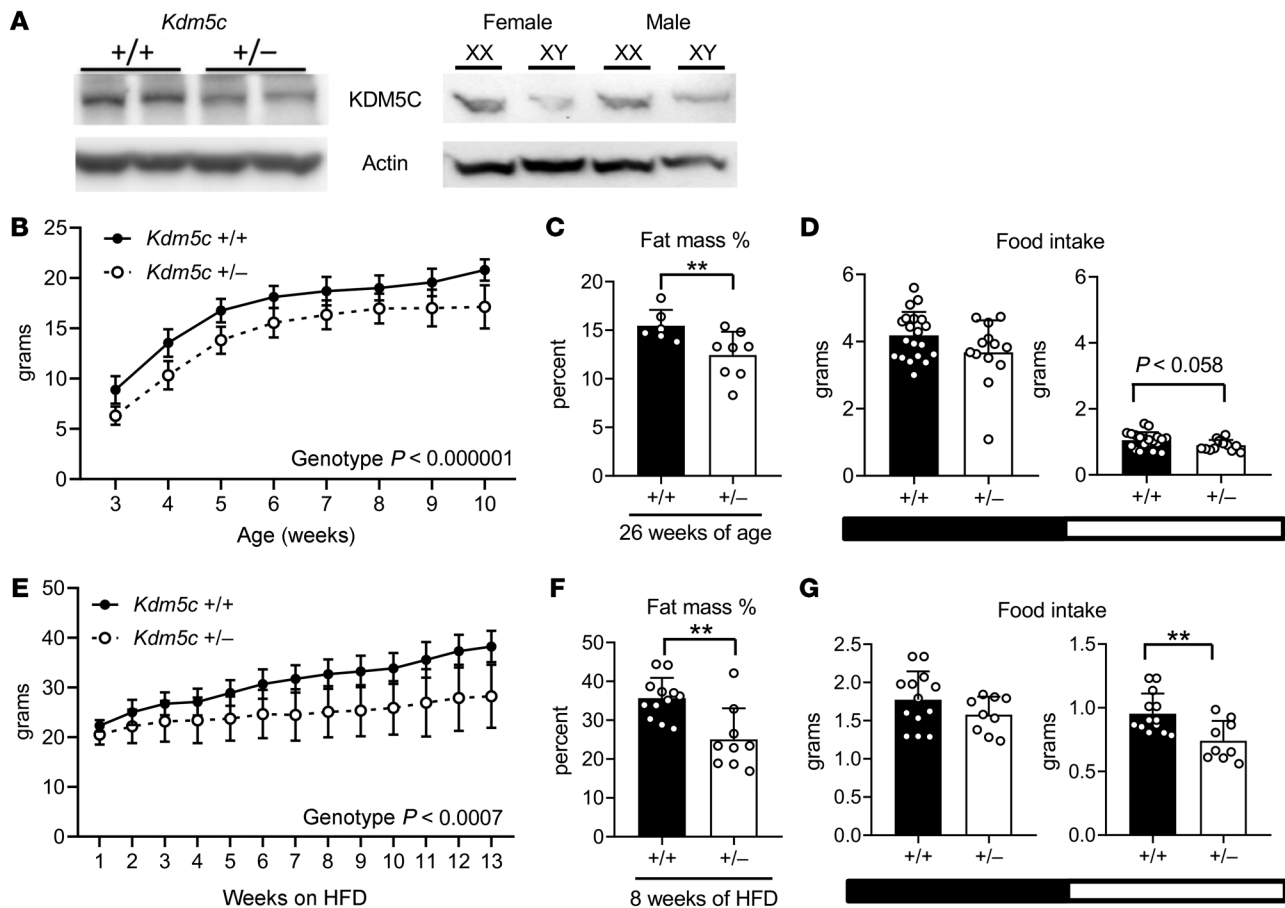 A
Kdm5c
+/+ +/–
Female Male
XX XY XX XY
KDM5C
Actin
B
25
20
15
10
5
0
grams
Kdm5c +/+
Kdm5c +/–
Genotype P < 0.000001
3 4 5 6 7 8 9 10
Age (weeks)
C
Fat mass %
**
20
15
10
5
0
percent
+/+ +/–
26 weeks of age
D
Food intake
6
4
2
0
grams
+/+ +/–
6
4
2
0
grams
P < 0.058
+/+ +/–
E
50
40
30
20
10
0
grams
Kdm5c +/+
Kdm5c +/–
Genotype P < 0.0007
1 2 3 4 5 6 7 8 9 10 11 12 13
Weeks on HFD
F
Fat mass %
**
50
40
30
20
10
0
percent
+/+ +/–
8 weeks of HFD
G
Food intake
2.5
2.0
1.5
1.0
0.5
0.0
grams
+/+ +/–
1.5
1.0
0.5
0.0
grams
**
+/+ +/–